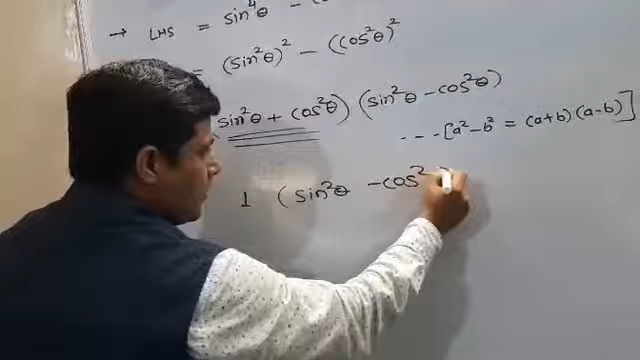 → LHS = sin⁴θ -
= (sin²θ)² - (cos²θ)²
sin²θ + cos²θ) (sin²θ - cos²θ)
---- [a² - b² = (a+b) (a-b)]
1 (sin²θ - cos²